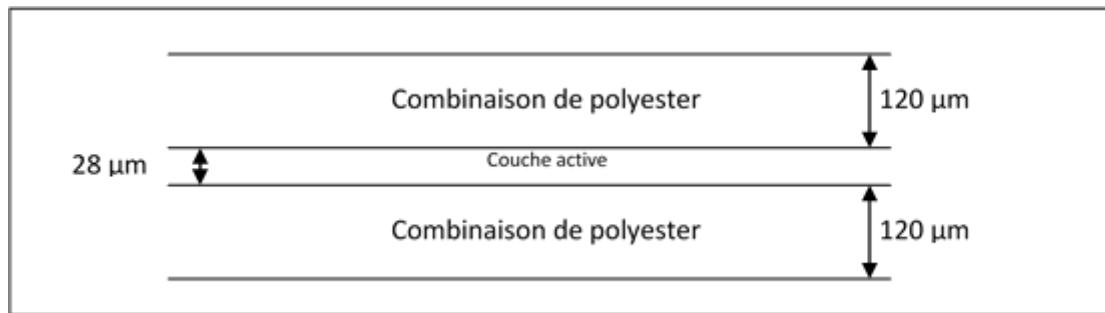 Combinaison de polyester
120 µm
28 µm
Couche active
Combinaison de polyester
120 µm